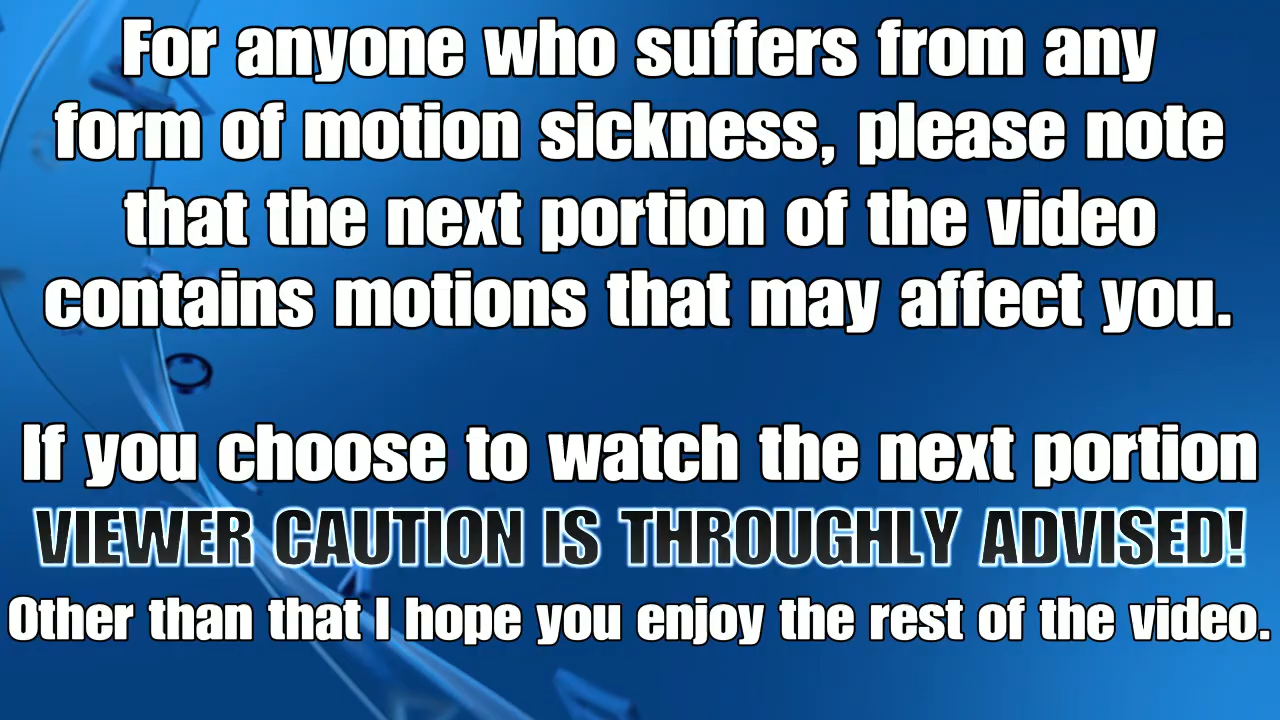 For anyone who suffers from any
form of motion sickness, please note
that the next portion of the video
contains motions that may affect you.
If you choose to watch the next portion
VIEWER CAUTION IS THROUGHLY ADVISED!
Other than that I hope you enjoy the rest of the video.